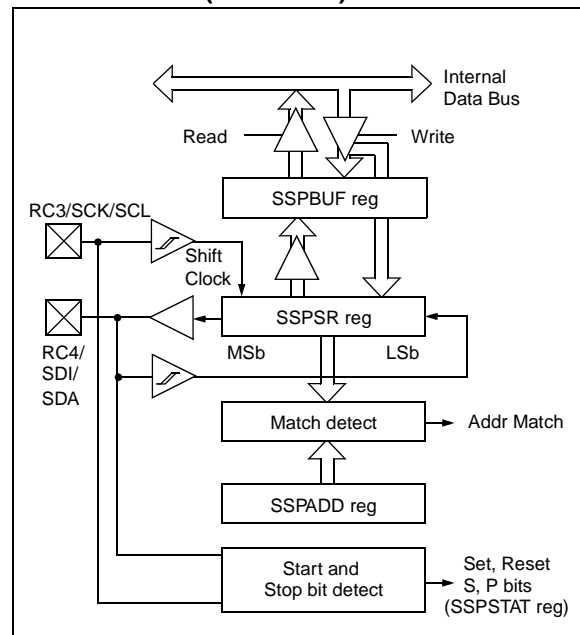 Internal
Data Bus
Read
Write
SSPBUF reg
RC3/SCK/SCL
Shift
Clock
SSPSR reg
MSb
LSb
RC4/
SDI/
SDA
Match detect
Addr Match
SSPADD reg
Start and
Stop bit detect
Set, Reset
S, P bits
(SSPSTAT reg)